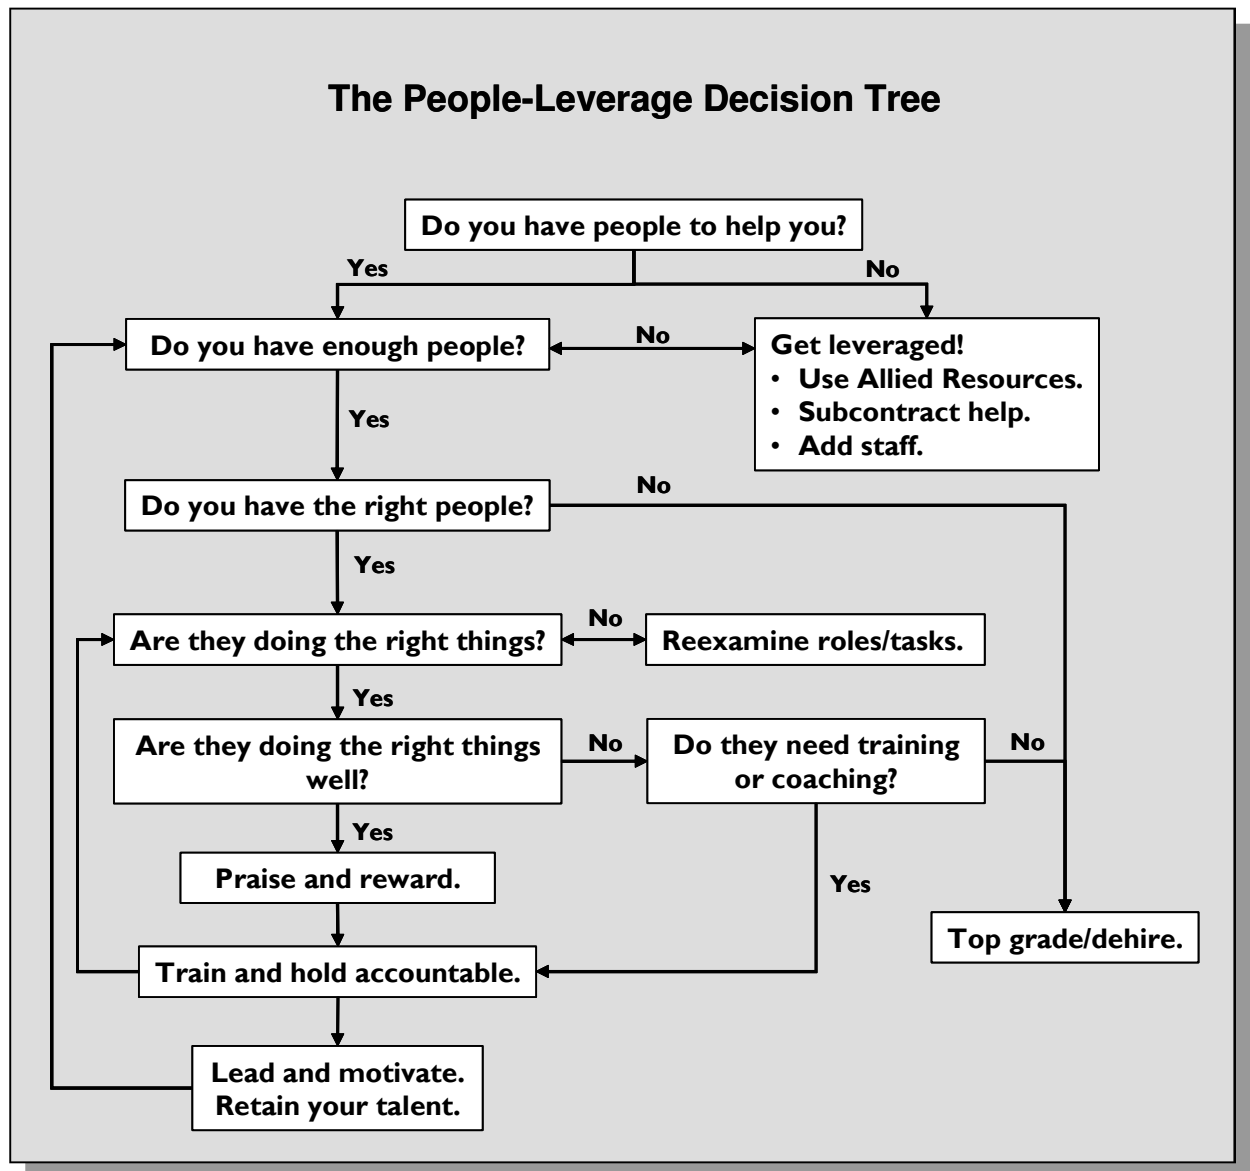 The People-Leverage Decision Tree
Do you have people to help you?
Yes
No
Do you have enough people?
No
Get leveraged!
• Use Allied Resources.
• Subcontract help.
• Add staff.
Yes
Do you have the right people?
No
Yes
Are they doing the right things?
No
Reexamine roles/tasks.
Yes
Are they doing the right things
well?
No
Do they need training
or coaching?
No
Yes
Praise and reward.
Yes
Top grade/dehire.
Train and hold accountable.
Lead and motivate.
Retain your talent.